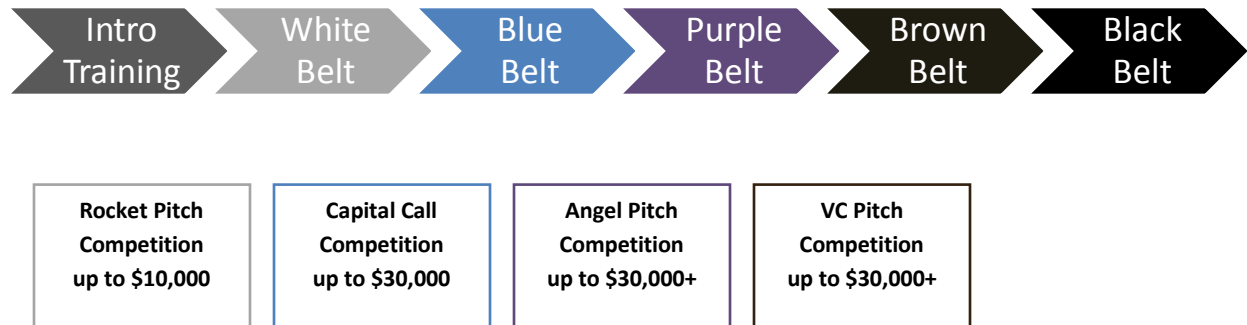 Intro
Training
White
Belt
Blue
Belt
Purple
Belt
Brown
Belt
Black
Belt
Rocket Pitch
Competition
up to $10,000
Capital Call
Competition
up to $30,000
Angel Pitch
Competition
up to $30,000+
VC Pitch
Competition
up to $30,000+